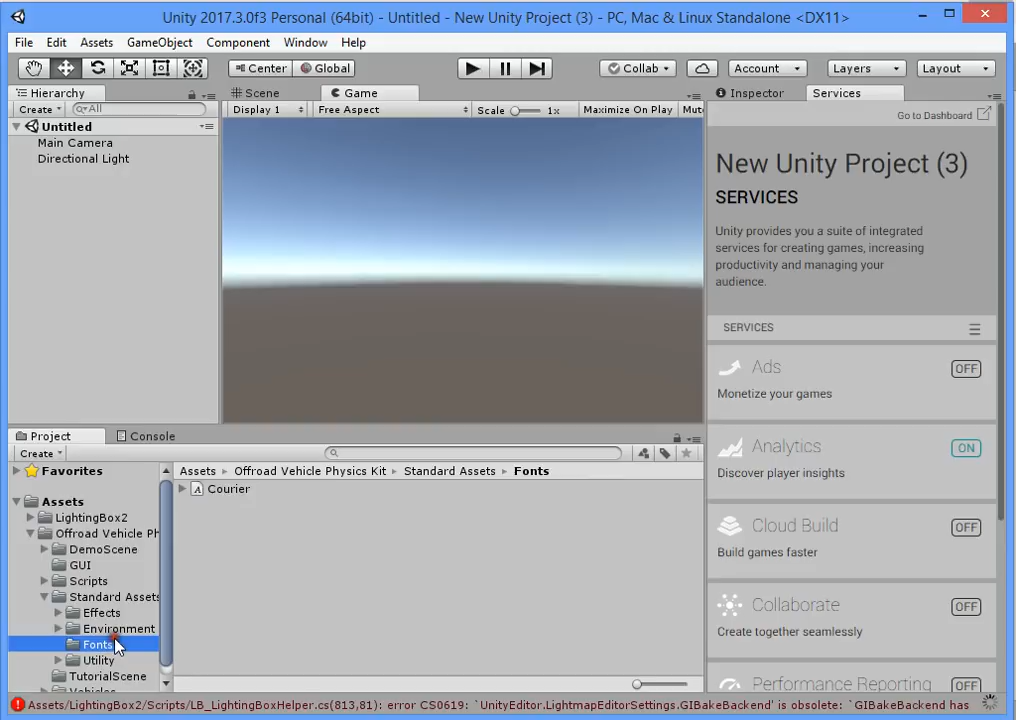 Unity 2017.3.0f3 Personal (64bit) - Untitled - New Unity Project (3) - PC, Mac & Linux Standalone <DX11>
File Edit Assets GameObject Component Window Help
Center Global Collab Account Layers Layout
Hierarchy Scene Game Inspector Services
Create All Display 1 Free Aspect Scale 1x Maximize On Play Mut
Go to Dashboard
Untitled
Main Camera
Directional Light
New Unity Project (3)
SERVICES
Unity provides you a suite of integrated
services for creating games, increasing
productivity and managing your
audience.
SERVICES
Ads OFF
Monetize your games
Analytics ON
Discover player insights
Cloud Build OFF
Build games faster
Collaborate OFF
Create together seamlessly
Performance Reporting OFF
Project Console
Create
Favorites
Assets
LightingBox2
Offroad Vehicle Ph
DemoScene
GUI
Scripts
Standard Assets
Effects
Environment
Fonts
Utility
TutorialScene
Vehicles
Assets Offroad Vehicle Physics Kit Standard Assets Fonts
A Courier
Assets/LightingBox2/Scripts/LB_LightingBoxHelper.cs(813,81): error CS0619: `UnityEditor.LightmapEditorSettings.GIBakeBackend' is obsolete: `GIBakeBackend has